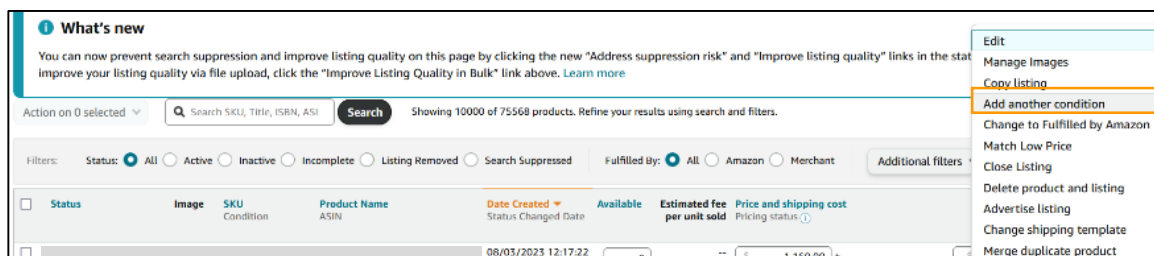 What's new
You can now prevent search suppression and improve listing quality on this page by clicking the new "Address suppression risk" and "Improve listing quality" links in the stat
improve your listing quality via file upload, click the "Improve Listing Quality in Bulk" link above. Learn more
Action on 0 selected
Search SKU, Title, ISBN, ASI
Search
Showing 10000 of 75568 products. Refine your results using search and filters.
Filters: Status: All Active Inactive Incomplete Listing Removed Search Suppressed Fulfilled By: All Amazon Merchant Additional filters
Status Image SKU Product Name Date Created Available Estimated fee Price and shipping cost
Condition ASIN Status Changed Date per unit sold Pricing status
08/03/2023 12:17:22
-- $ 1,150.00
Edit
Manage Images
Copy listing
Add another condition
Change to Fulfilled by Amazon
Match Low Price
Close Listing
Delete product and listing
Advertise listing
Change shipping template
Merge duplicate product